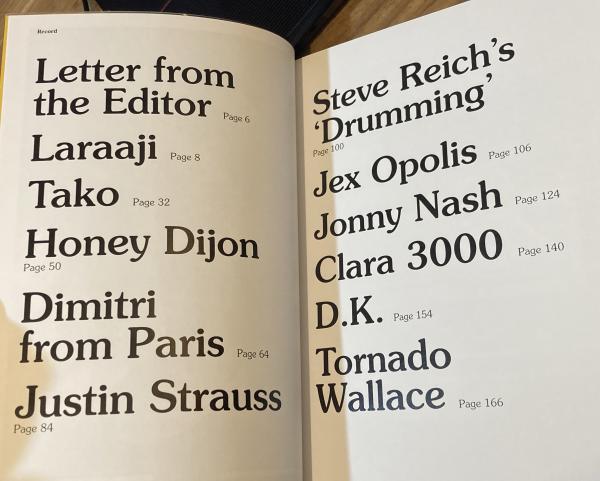 Record
Letter from
the Editor Page 6
Laraaji Page 8
Tako Page 32
Honey Dijon
Page 50
Dimitri
from Paris Page 64
Justin Strauss
Page 84
Steve Reich's
'Drumming'
Page 100
Jex Opolis Page 106
Jonny Nash Page 124
Clara 3000 Page 140
D.K. Page 154
Tornado
Wallace Page 166